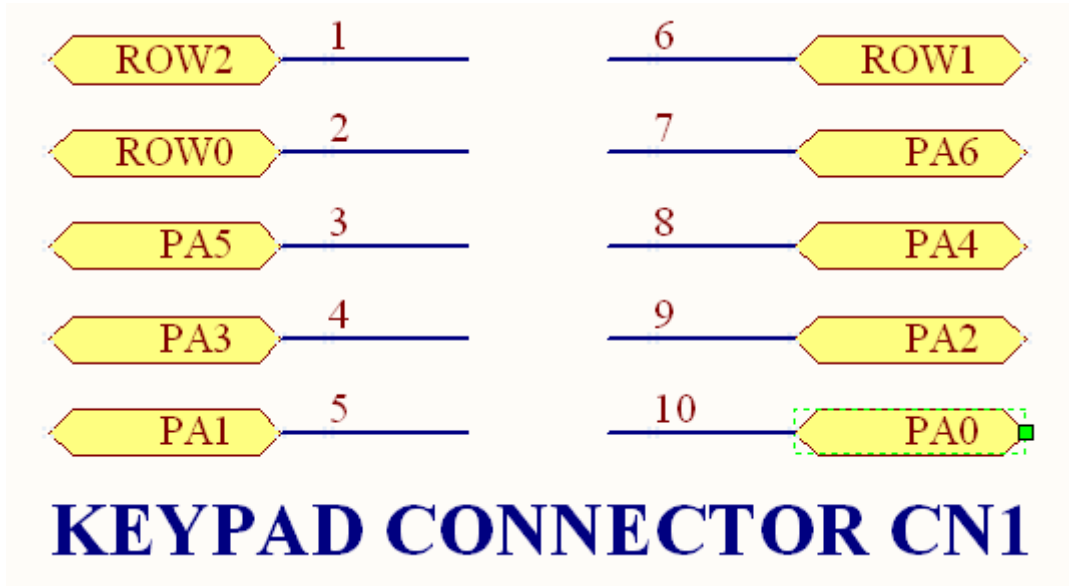 ROW2 1 6 ROW1
ROW0 2 7 PA6
PA5 3 8 PA4
PA3 4 9 PA2
PA1 5 10 PA0
KEYPAD CONNECTOR CN1